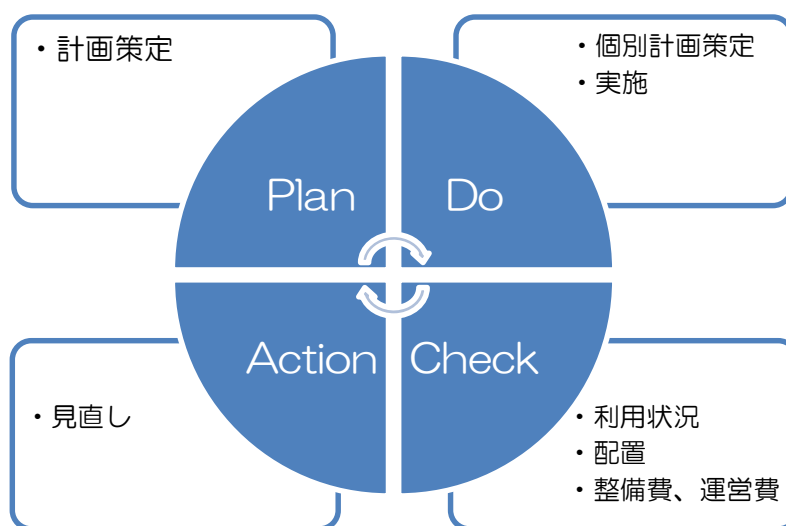 ・計画策定
・個別計画策定
・実施
Plan
Do
Action
Check
・見直し
・利用状況
・配置
・整備費、運営費